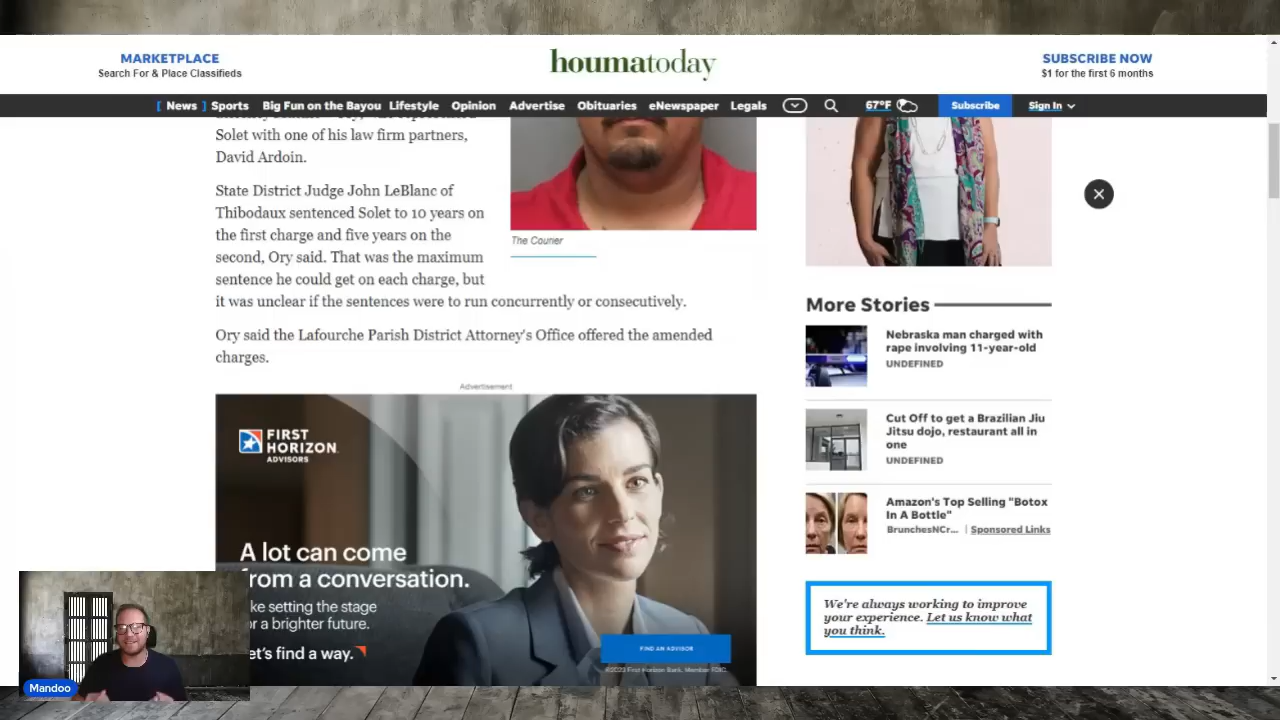 MARKETPLACE
Search For & Place Classifieds
houmatoday
SUBSCRIBE NOW
$1 for the first 6 months
[ News ] Sports Big Fun on the Bayou Lifestyle Opinion Advertise Obituaries eNewspaper Legals 67°F Subscribe Sign In
Solet with one of his law firm partners,
David Ardoin.
State District Judge John LeBlanc of
Thibodaux sentenced Solet to 10 years on
the first charge and five years on the
second, Ory said. That was the maximum
sentence he could get on each charge, but
it was unclear if the sentences were to run concurrently or consecutively.
Ory said the Lafourche Parish District Attorney's Office offered the amended
charges.
The Courier
Advertisement
FIRST
HORIZON
ADVISORS
A lot can come
from a conversation.
ke setting the stage
or a brighter future.
et's find a way.
FIND AN ADVISOR
©2023 First Horizon Bank. Member FDIC.
More Stories
Nebraska man charged with
rape involving 11-year-old
UNDEFINED
Cut Off to get a Brazilian Jiu
Jitsu dojo, restaurant all in
one
UNDEFINED
Amazon's Top Selling "Botox
In A Bottle"
BrunchesNCr... | Sponsored Links
We're always working to improve
your experience. Let us know what
you think.
Mandoo